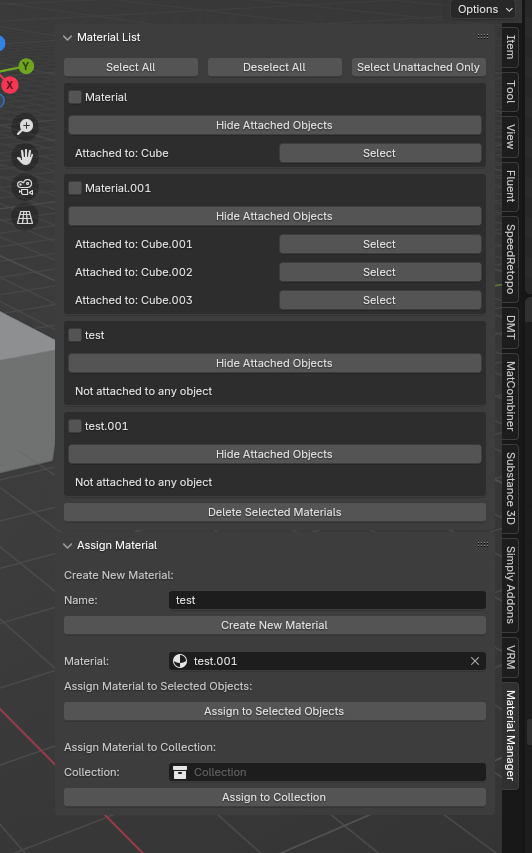 Options
Material List
Select All
Deselect All
Select Unattached Only
Material
Hide Attached Objects
Attached to: Cube
Select
Material.001
Hide Attached Objects
Attached to: Cube.001
Select
Attached to: Cube.002
Select
Attached to: Cube.003
Select
test
Hide Attached Objects
Not attached to any object
test.001
Hide Attached Objects
Not attached to any object
Delete Selected Materials
Assign Material
Create New Material:
Name:
test
Create New Material
Material:
test.001
Assign Material to Selected Objects:
Assign to Selected Objects
Assign Material to Collection:
Collection:
Collection
Assign to Collection
Item
Tool
View
Fluent
SpeedRetopo
DMT
MatCombiner
Substance 3D
Simply Addons
VRM
Material Manager
Y
X